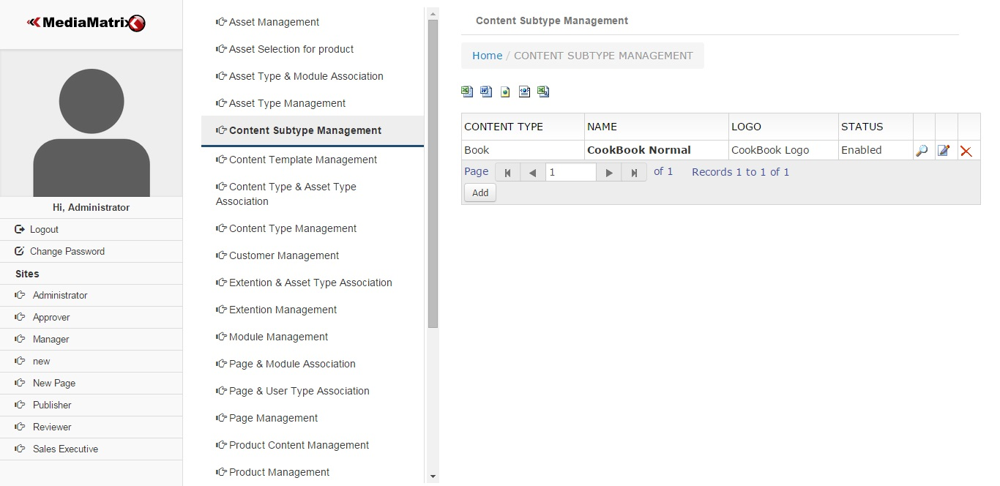 MediaMatrix
Hi, Administrator
Logout
Change Password
Sites
Administrator
Approver
Manager
new
New Page
Publisher
Reviewer
Sales Executive
Asset Management
Asset Selection for product
Asset Type & Module Association
Asset Type Management
Content Subtype Management
Content Template Management
Content Type & Asset Type
Association
Content Type Management
Customer Management
Extention & Asset Type Association
Extention Management
Module Management
Page & Module Association
Page & User Type Association
Page Management
Product Content Management
Product Management
Content Subtype Management
Home / CONTENT SUBTYPE MANAGEMENT
CONTENT TYPE NAME LOGO STATUS
Book CookBook Normal CookBook Logo Enabled
Page 1 of 1 Records 1 to 1 of 1
Add